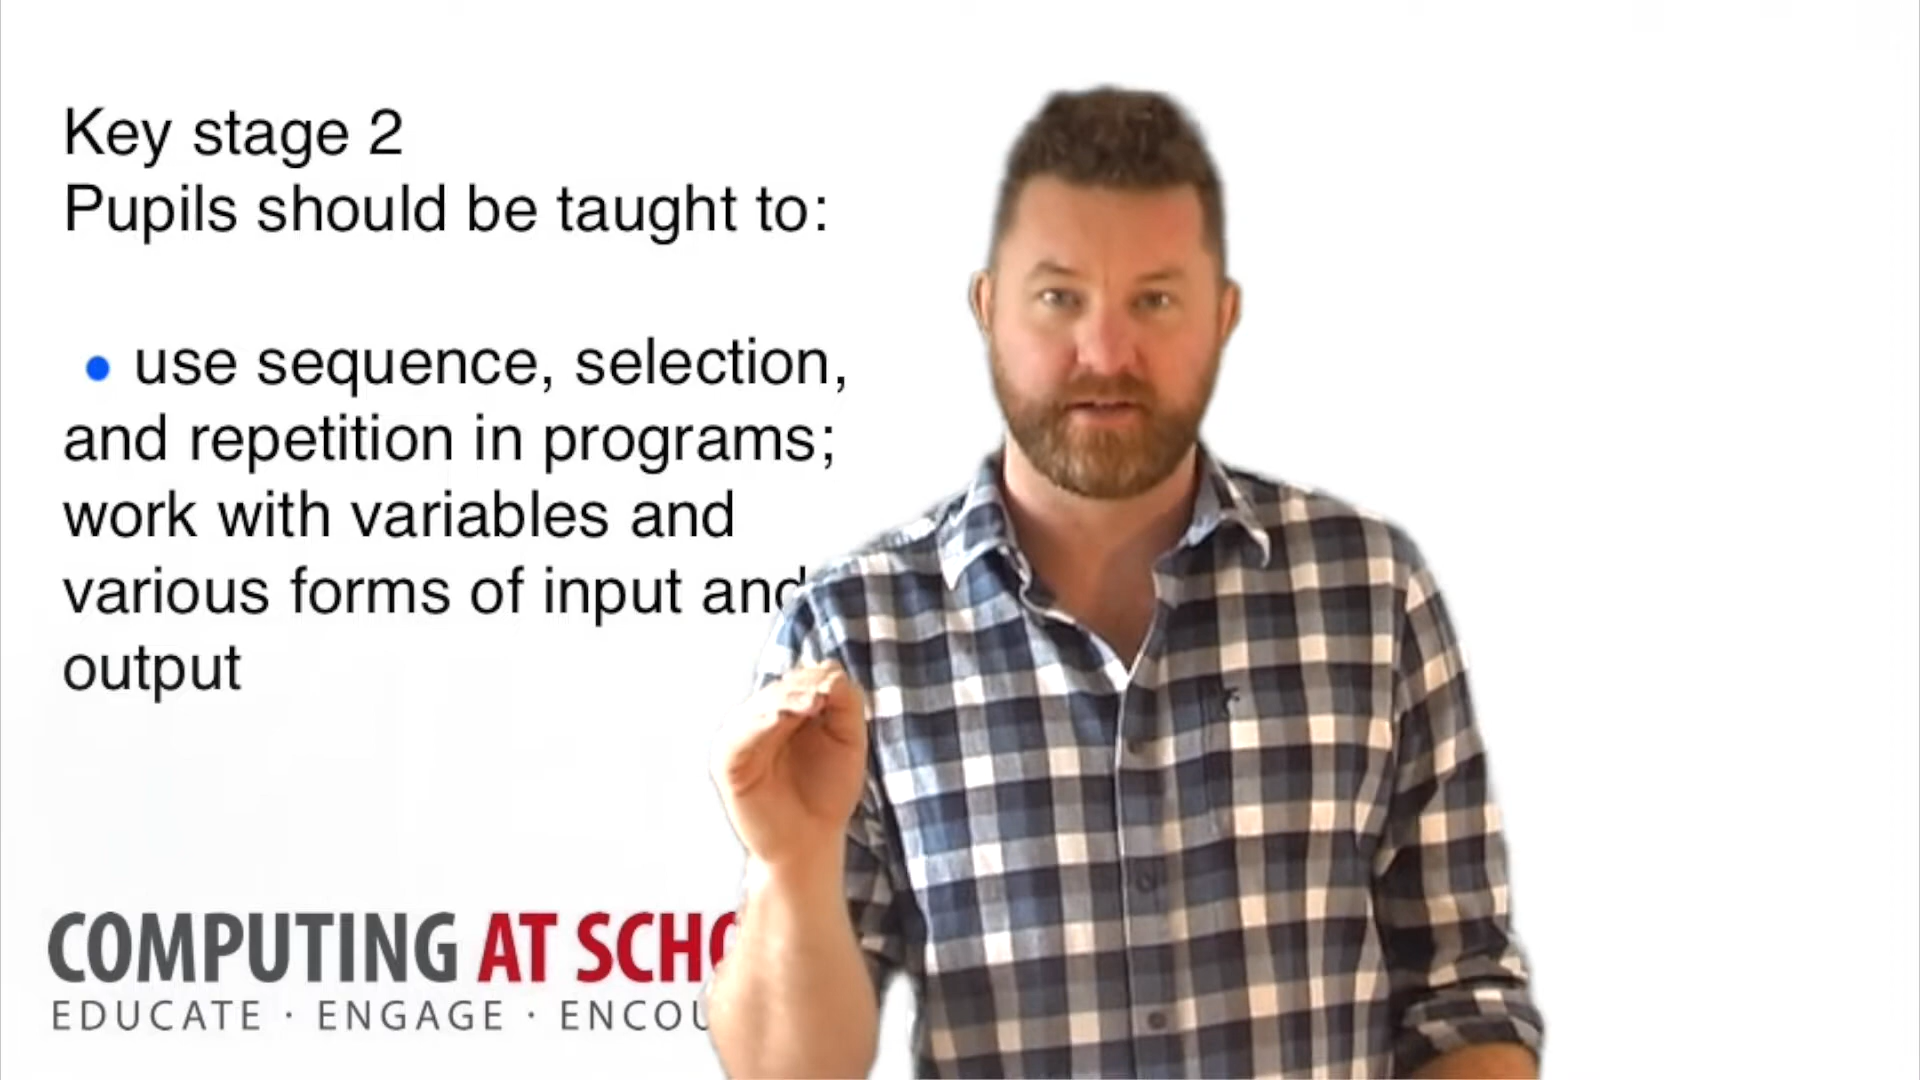 Key stage 2
Pupils should be taught to:
• use sequence, selection,
and repetition in programs;
work with variables and
various forms of input and
output
COMPUTING AT SCHO
EDUCATE · ENGAGE · ENCOU